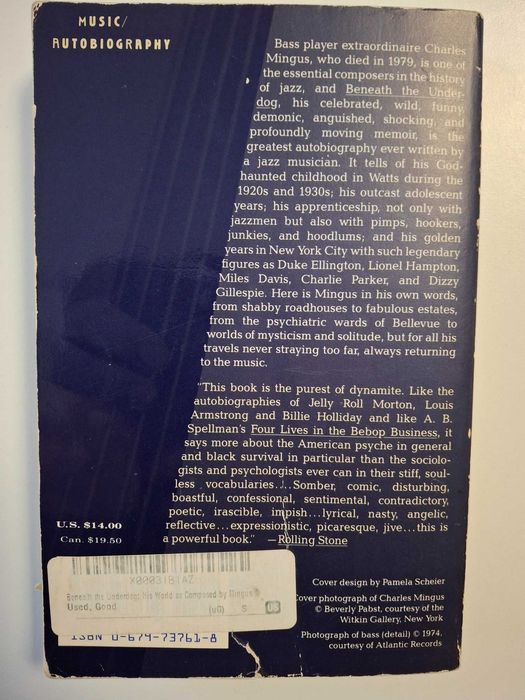 MUSIC/
AUTOBIOGRAPHY
Bass player extraordinaire Charles
Mingus, who died in 1979, is one of
the essential composers in the history
of jazz, and Beneath the Under-
dog, his celebrated, wild, funny,
demonic, anguished, shocking, and
profoundly moving memoir, is the
greatest autobiography ever written by
a jazz musician. It tells of his God-
haunted childhood in Watts during the
1920s and 1930s; his outcast adolescent
years; his apprenticeship, not only with
jazzmen but also with pimps, hookers,
junkies, and hoodlums; and his golden
years in New York City with such legendary
figures as Duke Ellington, Lionel Hampton,
Miles Davis, Charlie Parker, and Dizzy
Gillespie. Here is Mingus in his own words,
from shabby roadhouses to fabulous estates,
from the psychiatric wards of Bellevue to
worlds of mysticism and solitude, but for all his
travels never straying too far, always returning
to the music.
"This book is the purest of dynamite. Like the
autobiographies of Jelly Roll Morton, Louis
Armstrong and Billie Holliday and like A. B.
Spellman's Four Lives in the Bebop Business, it
says more about the American psyche in general
and black survival in particular than the sociolo-
gists and psychologists ever can in their stiff, soul-
less vocabularies...Somber, comic, disturbing,
boastful, confessional, sentimental, contradictory,
poetic, irascible, impish...lyrical, nasty, angelic,
reflective...expressionistic, picaresque, jive...this is
a powerful book." —Rolling Stone
U.S. $14.00
Can. $19.50
X0003181AZ
Beneath the Underdog: his World as Composed by Mingus
Used, Good
(uG) S
ISBN 0-679-73761-8
Cover design by Pamela Scheier
Cover photograph of Charles Mingus
© Beverly Pabst, courtesy of the
Witkin Gallery, New York
Photograph of bass (detail) © 1974,
courtesy of Atlantic Records